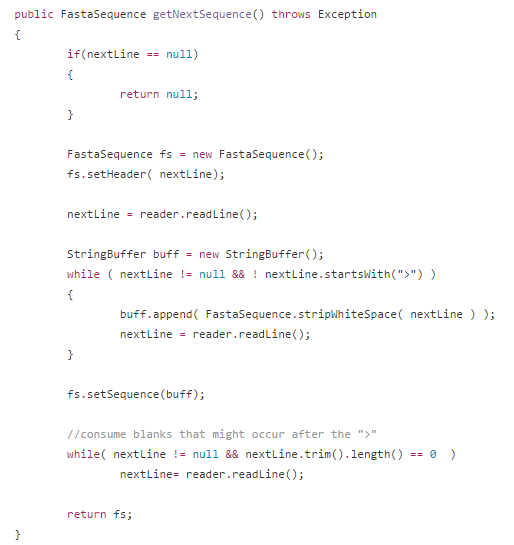 public FastaSequence getNextSequence() throws Exception
{
if(nextLine == null)
{
return null;
}
FastaSequence fs = new FastaSequence();
fs.setHeader( nextLine);
nextLine = reader.readLine();
StringBuffer buff = new StringBuffer();
while ( nextLine != null && ! nextLine.startsWith(">") )
{
buff.append( FastaSequence.stripWhiteSpace( nextLine ) );
nextLine = reader.readLine();
}
fs.setSequence(buff);
//consume blanks that might occur after the ">"
while( nextLine != null && nextLine.trim().length() == 0  )
nextLine= reader.readLine();
return fs;
}